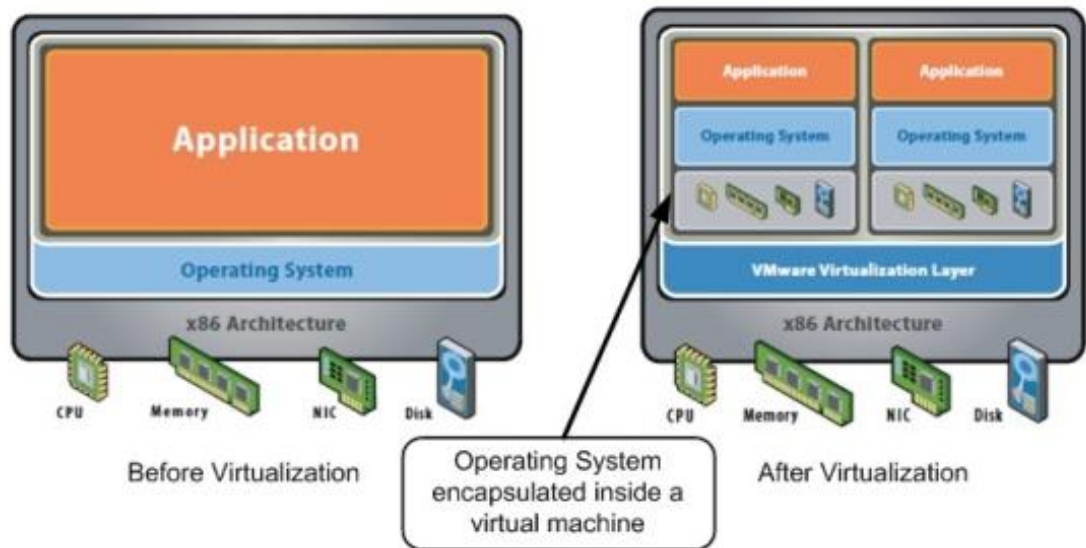 Application
Operating System
x86 Architecture
CPU
Memory
NIC
Disk
Before Virtualization
Application
Application
Operating System
Operating System
VMware Virtualization Layer
x86 Architecture
CPU
Memory
NIC
Disk
After Virtualization
Operating System
encapsulated inside a
virtual machine